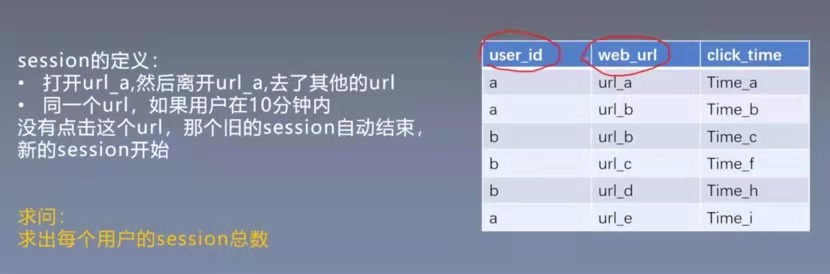 session的定义：
• 打开url_a,然后离开url_a,去了其他的url
• 同一个url，如果用户在10分钟内
没有点击这个url，那个旧的session自动结束，
新的session开始
求问：
求出每个用户的session总数
user_id web_url click_time
a url_a Time_a
a url_b Time_b
b url_b Time_c
b url_c Time_f
b url_d Time_h
a url_e Time_i